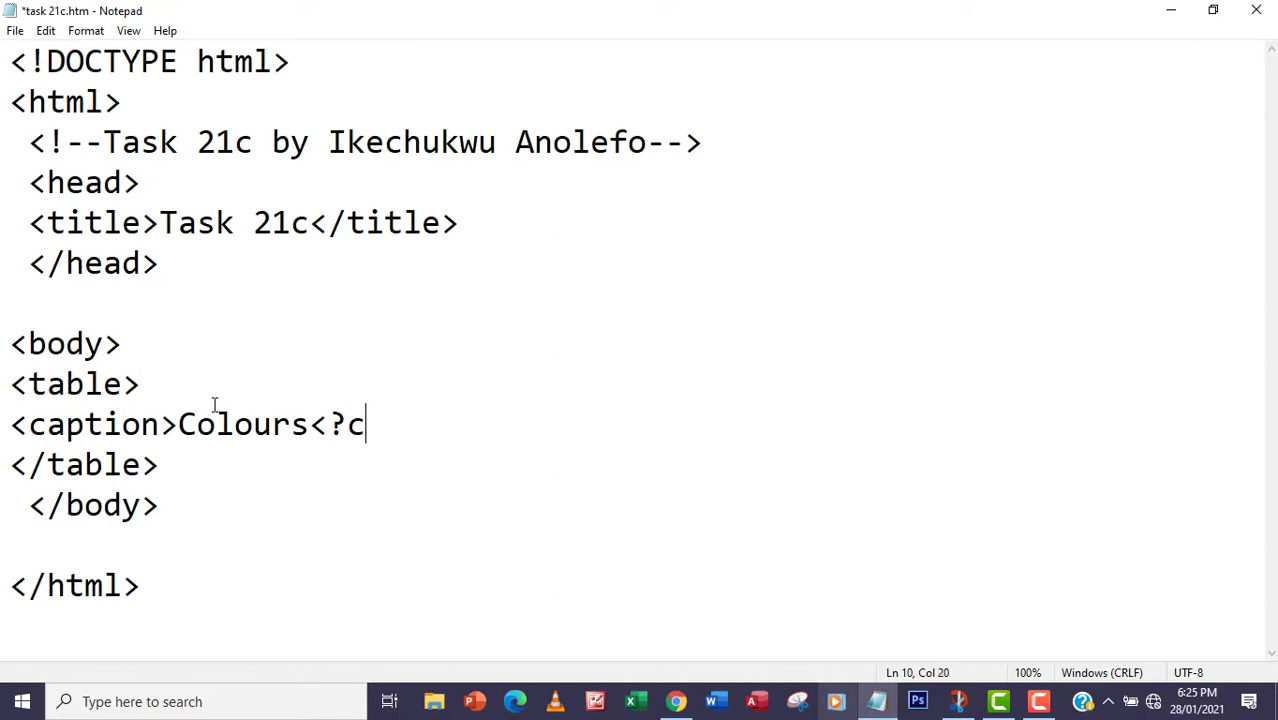 *task 21c.htm - Notepad
File Edit Format View Help
<!DOCTYPE html>
<html>
<!--Task 21c by Ikechukwu Anolefo-->
<head>
<title>Task 21c</title>
</head>
<body>
<table>
<caption>Colours<?c
</table>
</body>
</html>
Ln 10, Col 20 100% Windows (CRLF) UTF-8
Type here to search
6:25 PM
28/01/2021